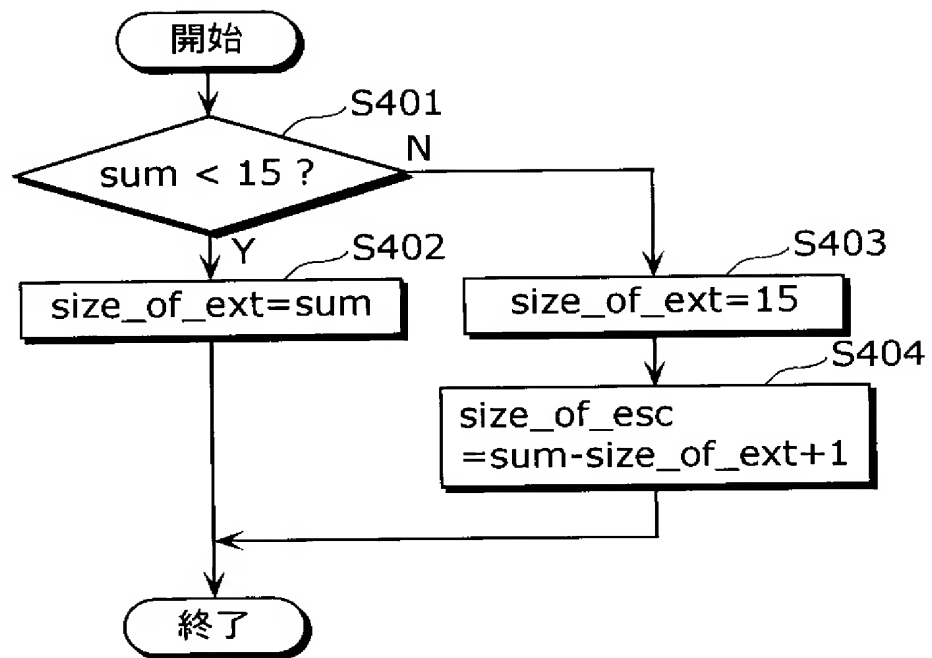 開始
S401
sum < 15 ?
N
Y
S402
size_of_ext=sum
S403
size_of_ext=15
S404
size_of_esc
=sum-size_of_ext+1
終了